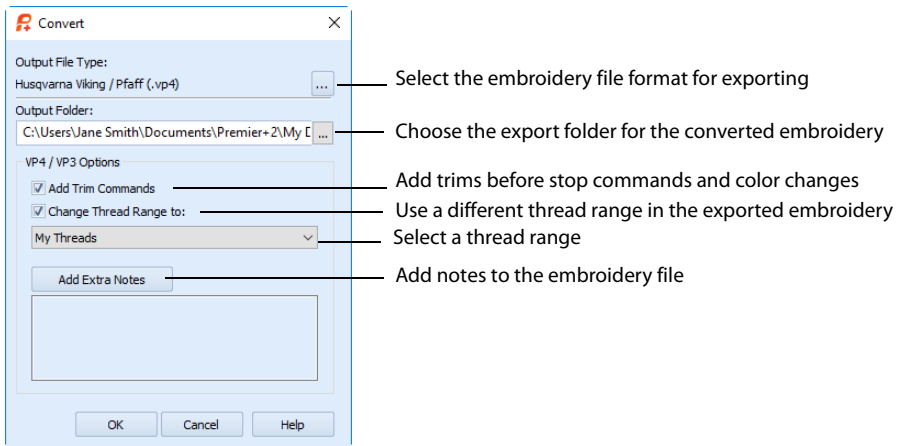 Convert
Output File Type:
Husqvarna Viking / Pfaff (.vp4)
...
Select the embroidery file format for exporting
Output Folder:
C:\Users\Jane Smith\Documents\Premier+2\My D
...
Choose the export folder for the converted embroidery
VP4 / VP3 Options
Add Trim Commands
Add trims before stop commands and color changes
Change Thread Range to:
Use a different thread range in the exported embroidery
My Threads
Select a thread range
Add Extra Notes
Add notes to the embroidery file
OK
Cancel
Help